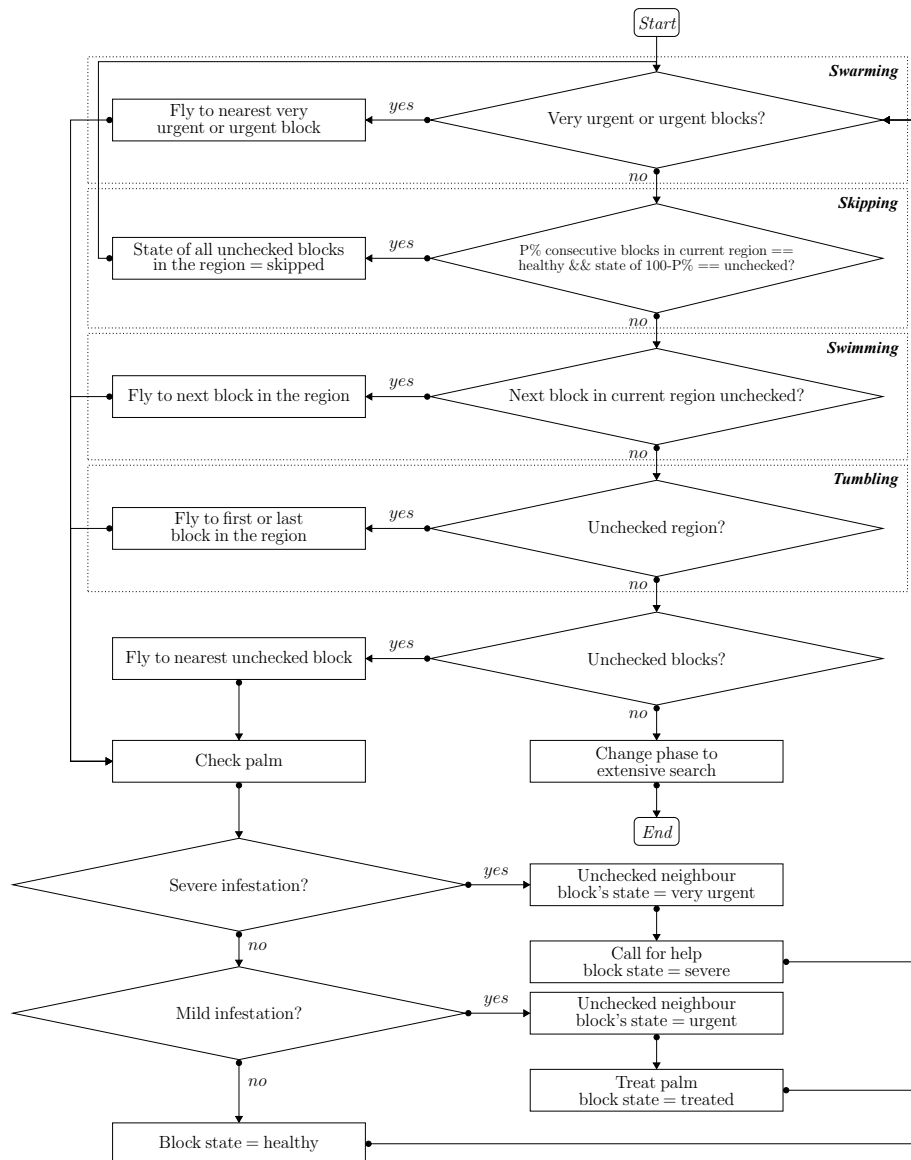 Start
Swarming
Fly to nearest very
urgent or urgent block
yes
Very urgent or urgent blocks?
no
Skipping
State of all unchecked blocks
in the region = skipped
yes
P% consecutive blocks in current region ==
healthy && state of 100-P% == unchecked?
no
Swimming
Fly to next block in the region
yes
Next block in current region unchecked?
no
Tumbling
Fly to first or last
block in the region
yes
Unchecked region?
no
Fly to nearest unchecked block
yes
Unchecked blocks?
no
Check palm
Change phase to
extensive search
End
Severe infestation?
yes
Unchecked neighbour
block's state = very urgent
no
Call for help
block state = severe
Mild infestation?
yes
Unchecked neighbour
block's state = urgent
no
Treat palm
block state = treated
Block state = healthy